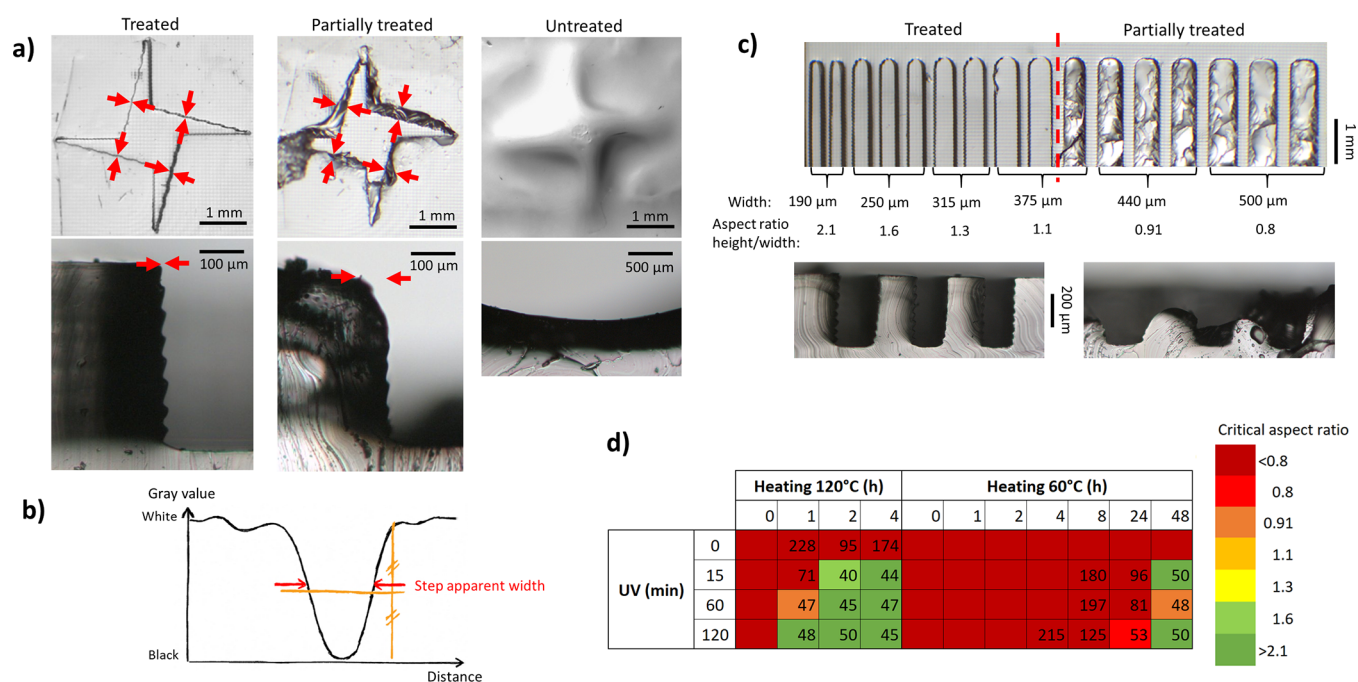 a)
Treated
Partially treated
Untreated
1 mm
1 mm
1 mm
100 µm
100 µm
500 µm
b)
Gray value
White
Step apparent width
Black
Distance
c)
Treated
Partially treated
1 mm
Width:
190 µm
250 µm
315 µm
375 µm
440 µm
500 µm
Aspect ratio
height/width:
2.1
1.6
1.3
1.1
0.91
0.8
200 µm
d)
Critical aspect ratio
<0.8
0.8
0.91
1.1
1.3
1.6
>2.1
Heating 120°C (h) Heating 60°C (h)
0 1 2 4 0 1 2 4 8 24 48
UV (min)
0 228 95 174
15 71 40 44 180 96 50
60 47 45 47 197 81 48
120 48 50 45 215 125 53 50